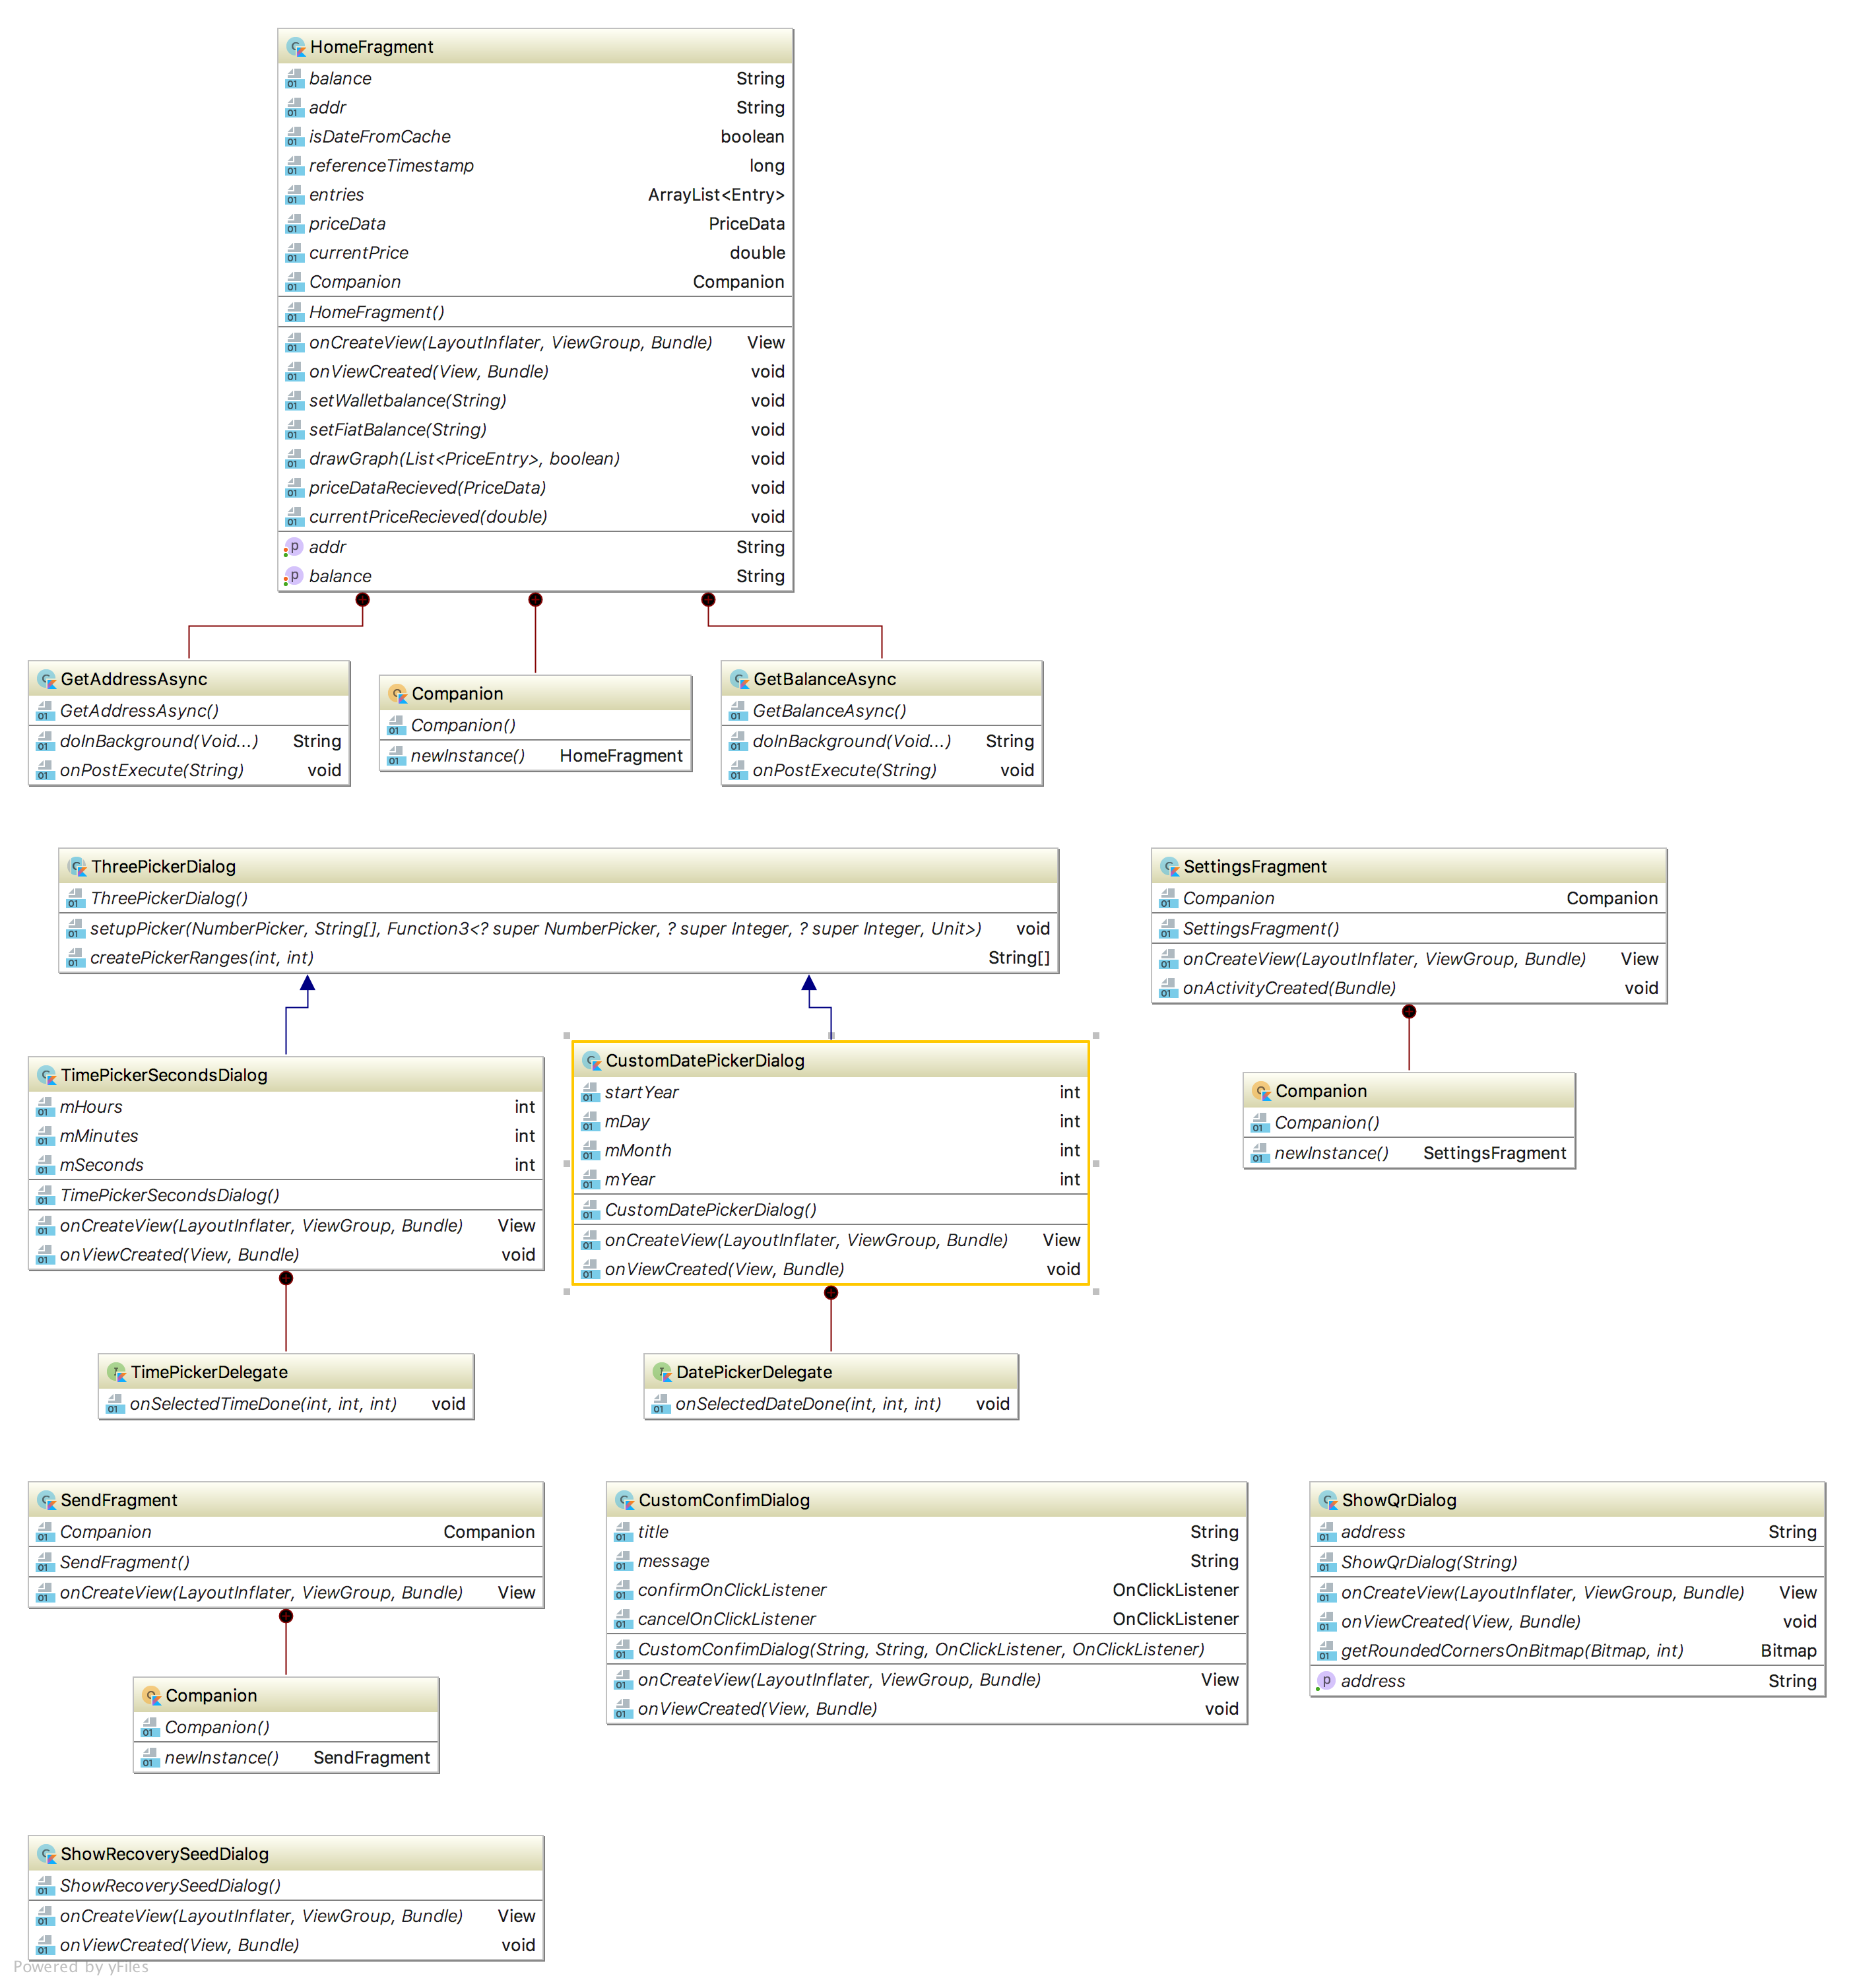 HomeFragment
balance String
addr String
isDateFromCache boolean
referenceTimestamp long
entries ArrayList<Entry>
priceData PriceData
currentPrice double
Companion Companion
HomeFragment()
onCreateView(LayoutInflater, ViewGroup, Bundle) View
onViewCreated(View, Bundle) void
setWalletbalance(String) void
setFiatBalance(String) void
drawGraph(List<PriceEntry>, boolean) void
priceDataRecieved(PriceData) void
currentPriceRecieved(double) void
addr String
balance String
GetAddressAsync
GetAddressAsync()
doInBackground(Void...) String
onPostExecute(String) void
Companion
Companion()
newInstance() HomeFragment
GetBalanceAsync
GetBalanceAsync()
doInBackground(Void...) String
onPostExecute(String) void
ThreePickerDialog
ThreePickerDialog()
setupPicker(NumberPicker, String[], Function3<? super NumberPicker, ? super Integer, ? super Integer, Unit>) void
createPickerRanges(int, int) String[]
SettingsFragment
Companion Companion
SettingsFragment()
onCreateView(LayoutInflater, ViewGroup, Bundle) View
onActivityCreated(Bundle) void
TimePickerSecondsDialog
mHours int
mMinutes int
mSeconds int
TimePickerSecondsDialog()
onCreateView(LayoutInflater, ViewGroup, Bundle) View
onViewCreated(View, Bundle) void
CustomDatePickerDialog
startYear int
mDay int
mMonth int
mYear int
CustomDatePickerDialog()
onCreateView(LayoutInflater, ViewGroup, Bundle) View
onViewCreated(View, Bundle) void
Companion
Companion()
newInstance() SettingsFragment
TimePickerDelegate
onSelectedTimeDone(int, int, int) void
DatePickerDelegate
onSelectedDateDone(int, int, int) void
SendFragment
Companion Companion
SendFragment()
onCreateView(LayoutInflater, ViewGroup, Bundle) View
CustomConfimDialog
title String
message String
confirmOnClickListener OnClickListener
cancelOnClickListener OnClickListener
CustomConfimDialog(String, String, OnClickListener, OnClickListener)
onCreateView(LayoutInflater, ViewGroup, Bundle) View
onViewCreated(View, Bundle) void
ShowQrDialog
address String
ShowQrDialog(String)
onCreateView(LayoutInflater, ViewGroup, Bundle) View
onViewCreated(View, Bundle) void
getRoundedCornersOnBitmap(Bitmap, int) Bitmap
address String
Companion
Companion()
newInstance() SendFragment
ShowRecoverySeedDialog
ShowRecoverySeedDialog()
onCreateView(LayoutInflater, ViewGroup, Bundle) View
onViewCreated(View, Bundle) void
Powered by yFiles